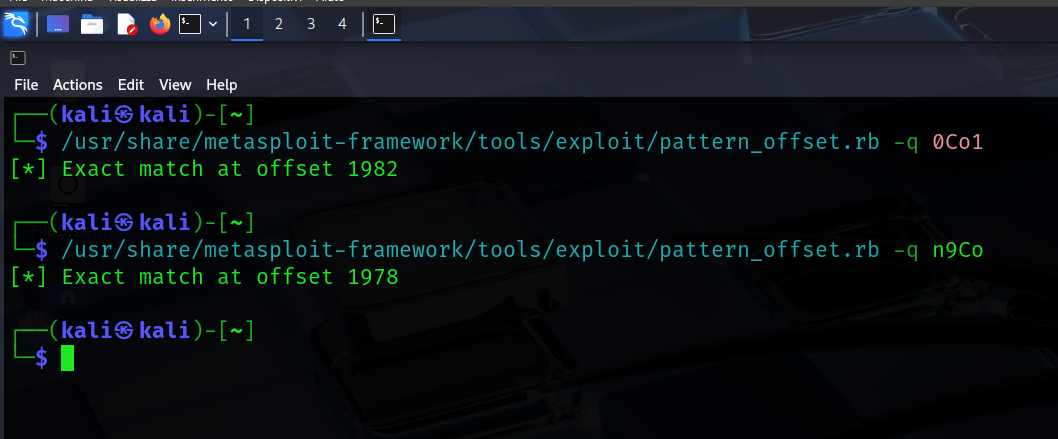 1 2 3 4
File Actions Edit View Help
┌──(kali㉿kali)-[~]
└─$ /usr/share/metasploit-framework/tools/exploit/pattern_offset.rb -q 0Co1
[*] Exact match at offset 1982
┌──(kali㉿kali)-[~]
└─$ /usr/share/metasploit-framework/tools/exploit/pattern_offset.rb -q n9Co
[*] Exact match at offset 1978
┌──(kali㉿kali)-[~]
└─$